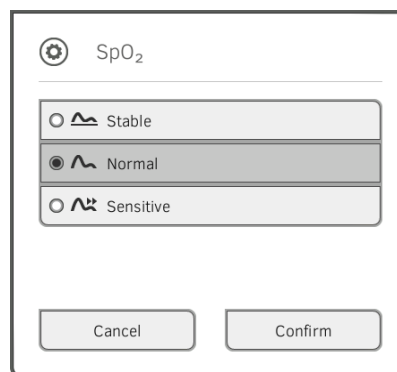 SpO₂
Stable
Normal
Sensitive
Cancel
Confirm